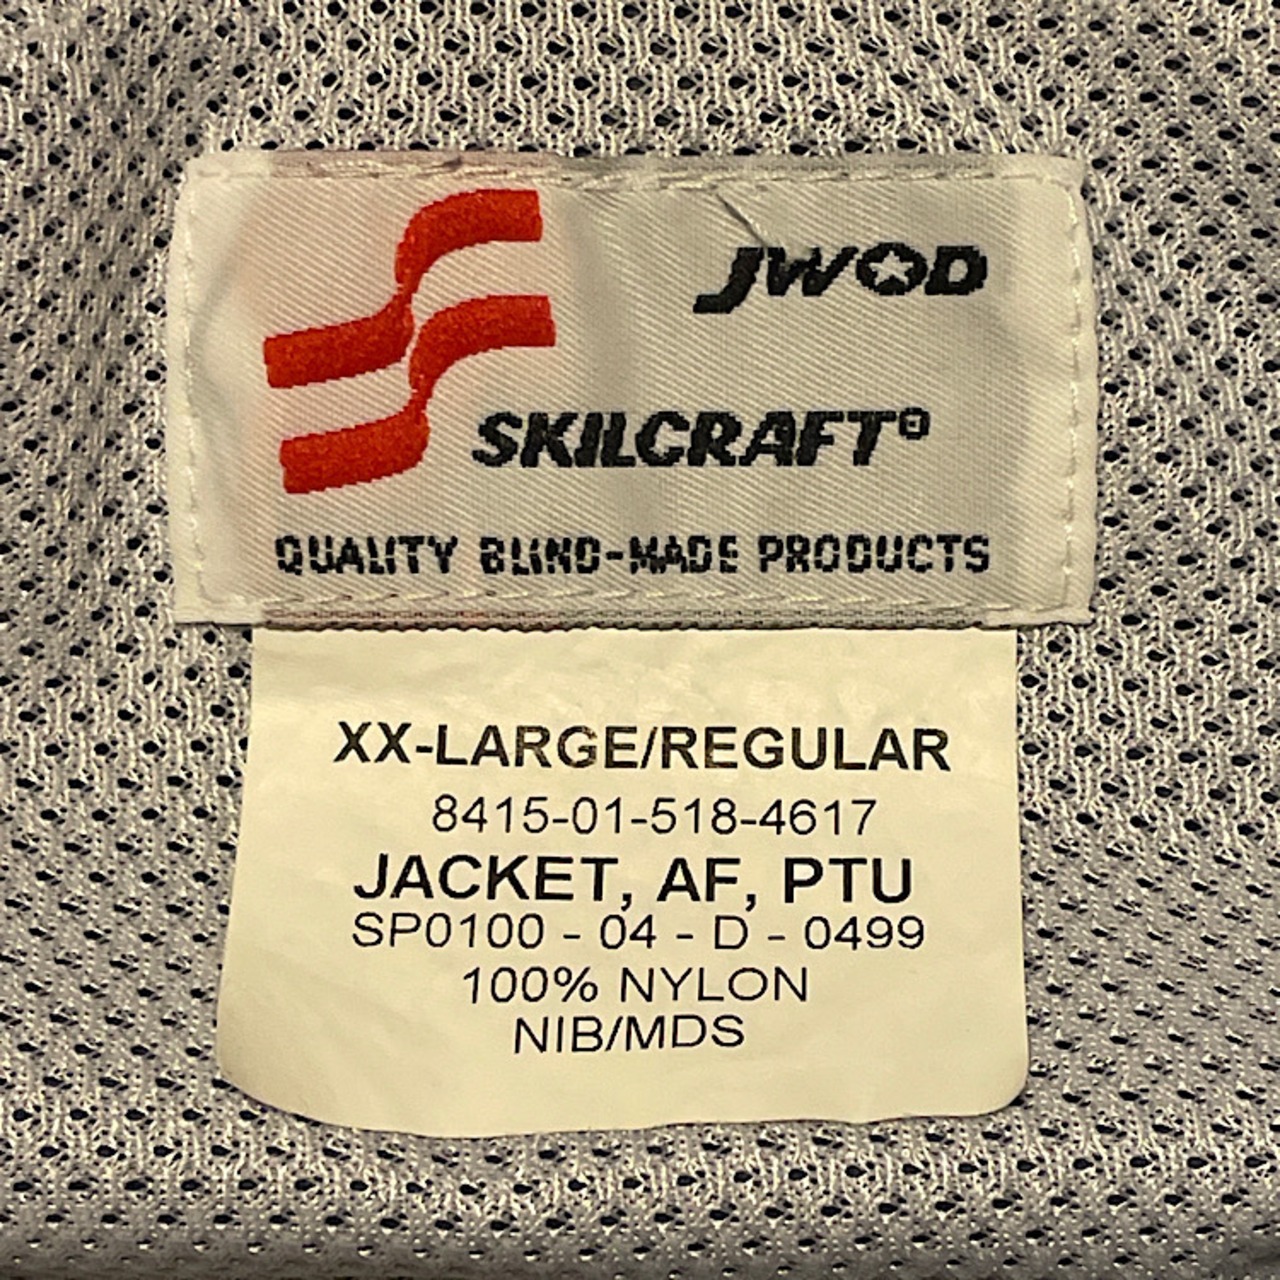 JWOD
SKILCRAFT®
QUALITY BLIND-MADE PRODUCTS
XX-LARGE/REGULAR
8415-01-518-4617
JACKET, AF, PTU
SP0100 - 04 - D - 0499
100% NYLON
NIB/MDS